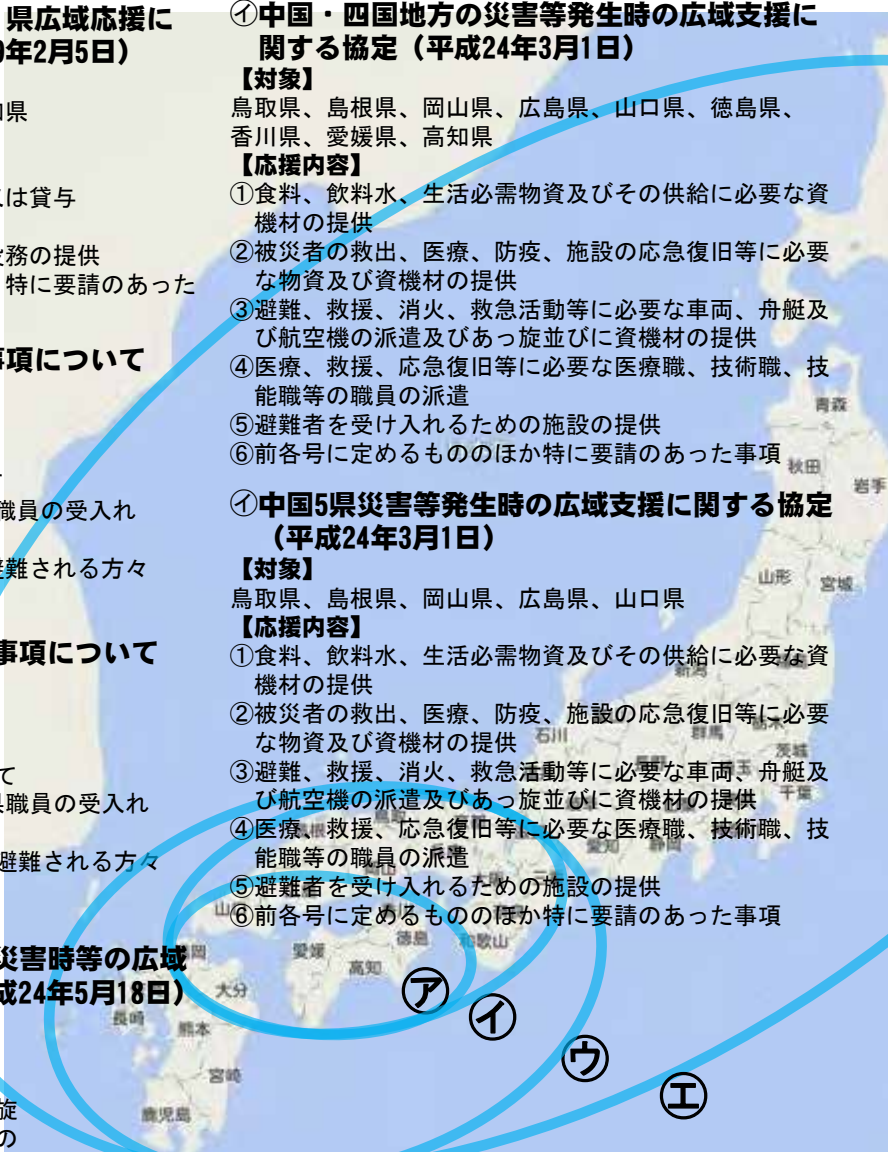 県広域応援に
年2月5日）
県
は貸与
務の提供
特に要請のあった
項について
職員の受入れ
避難される方々
事項について
て
県職員の受入れ
避難される方々
災害時等の広域
成24年5月18日）
旋
の
㋑中国・四国地方の災害等発生時の広域支援に
関する協定（平成24年3月1日）
【対象】
鳥取県、島根県、岡山県、広島県、山口県、徳島県、
香川県、愛媛県、高知県
【応援内容】
①食料、飲料水、生活必需物資及びその供給に必要な資
機材の提供
②被災者の救出、医療、防疫、施設の応急復旧等に必要
な物資及び資機材の提供
③避難、救援、消火、救急活動等に必要な車両、舟艇及
び航空機の派遣及びあっ旋並びに資機材の提供
④医療、救援、応急復旧等に必要な医療職、技術職、技
能職等の職員の派遣
⑤避難者を受け入れるための施設の提供
⑥前各号に定めるもののほか特に要請のあった事項
㋑中国5県災害等発生時の広域支援に関する協定
（平成24年3月1日）
【対象】
鳥取県、島根県、岡山県、広島県、山口県
【応援内容】
①食料、飲料水、生活必需物資及びその供給に必要な資
機材の提供
②被災者の救出、医療、防疫、施設の応急復旧等に必要
な物資及び資機材の提供
③避難、救援、消火、救急活動等に必要な車両、舟艇及
び航空機の派遣及びあっ旋並びに資機材の提供
④医療、救援、応急復旧等に必要な医療職、技術職、技
能職等の職員の派遣
⑤避難者を受け入れるための施設の提供
⑥前各号に定めるもののほか特に要請のあった事項
青森
秋田
岩手
山形
宮城
石川
群馬
茨城
千葉
愛知
静岡
和歌山
徳島
愛媛
高知
大分
長崎
熊本
宮崎
鹿児島
㋐
㋑
㋒
㋓